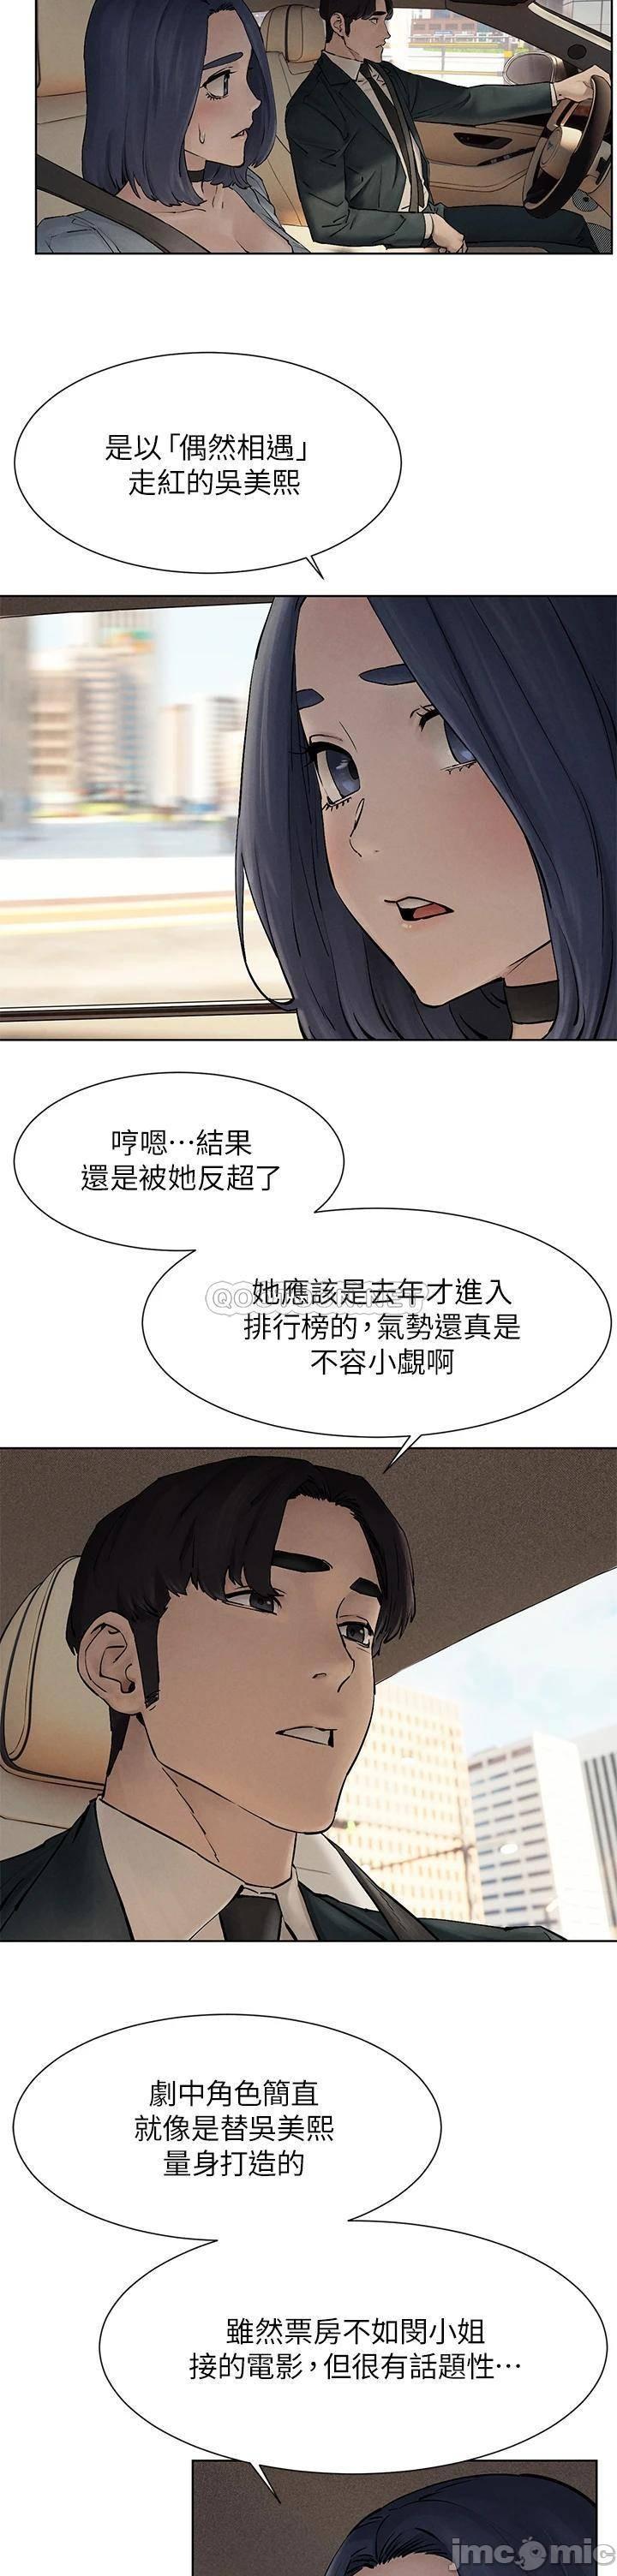 是以「偶然相遇」
走紅的吳美熙
哼嗯…結果
還是被她反超了
她應該是去年才進入
排行榜的,氣勢還真是
不容小覷啊
劇中角色簡直
就像是替吳美熙
量身打造的
雖然票房不如閔小姐
接的電影,但很有話題性…
jmcomic